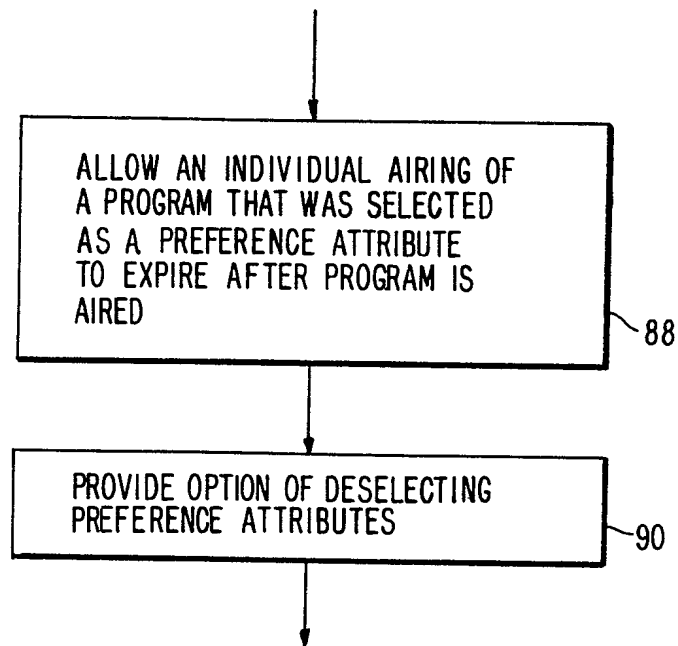 ALLOW AN INDIVIDUAL AIRING OF
A PROGRAM THAT WAS SELECTED
AS A PREFERENCE ATTRIBUTE
TO EXPIRE AFTER PROGRAM IS
AIRED
88
PROVIDE OPTION OF DESELECTING
PREFERENCE ATTRIBUTES
90